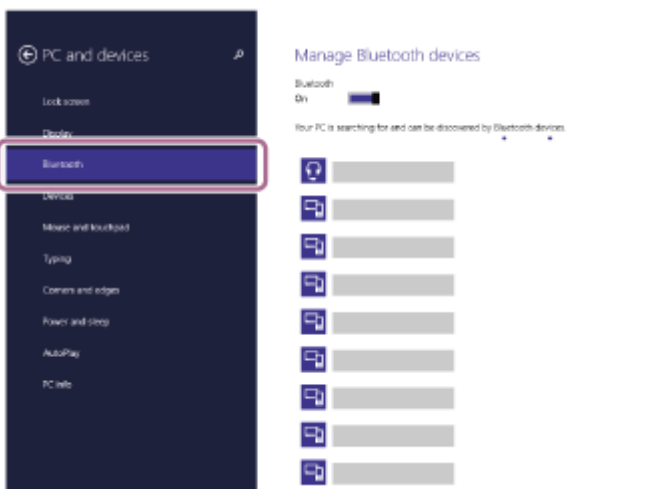 PC and devices
Lock screen
Display
Bluetooth
Devices
Mouse and touchpad
Typing
Corners and edges
Power and sleep
AutoPlay
PC info
Manage Bluetooth devices
Bluetooth
On
Your PC is searching for and can be discovered by Bluetooth devices.